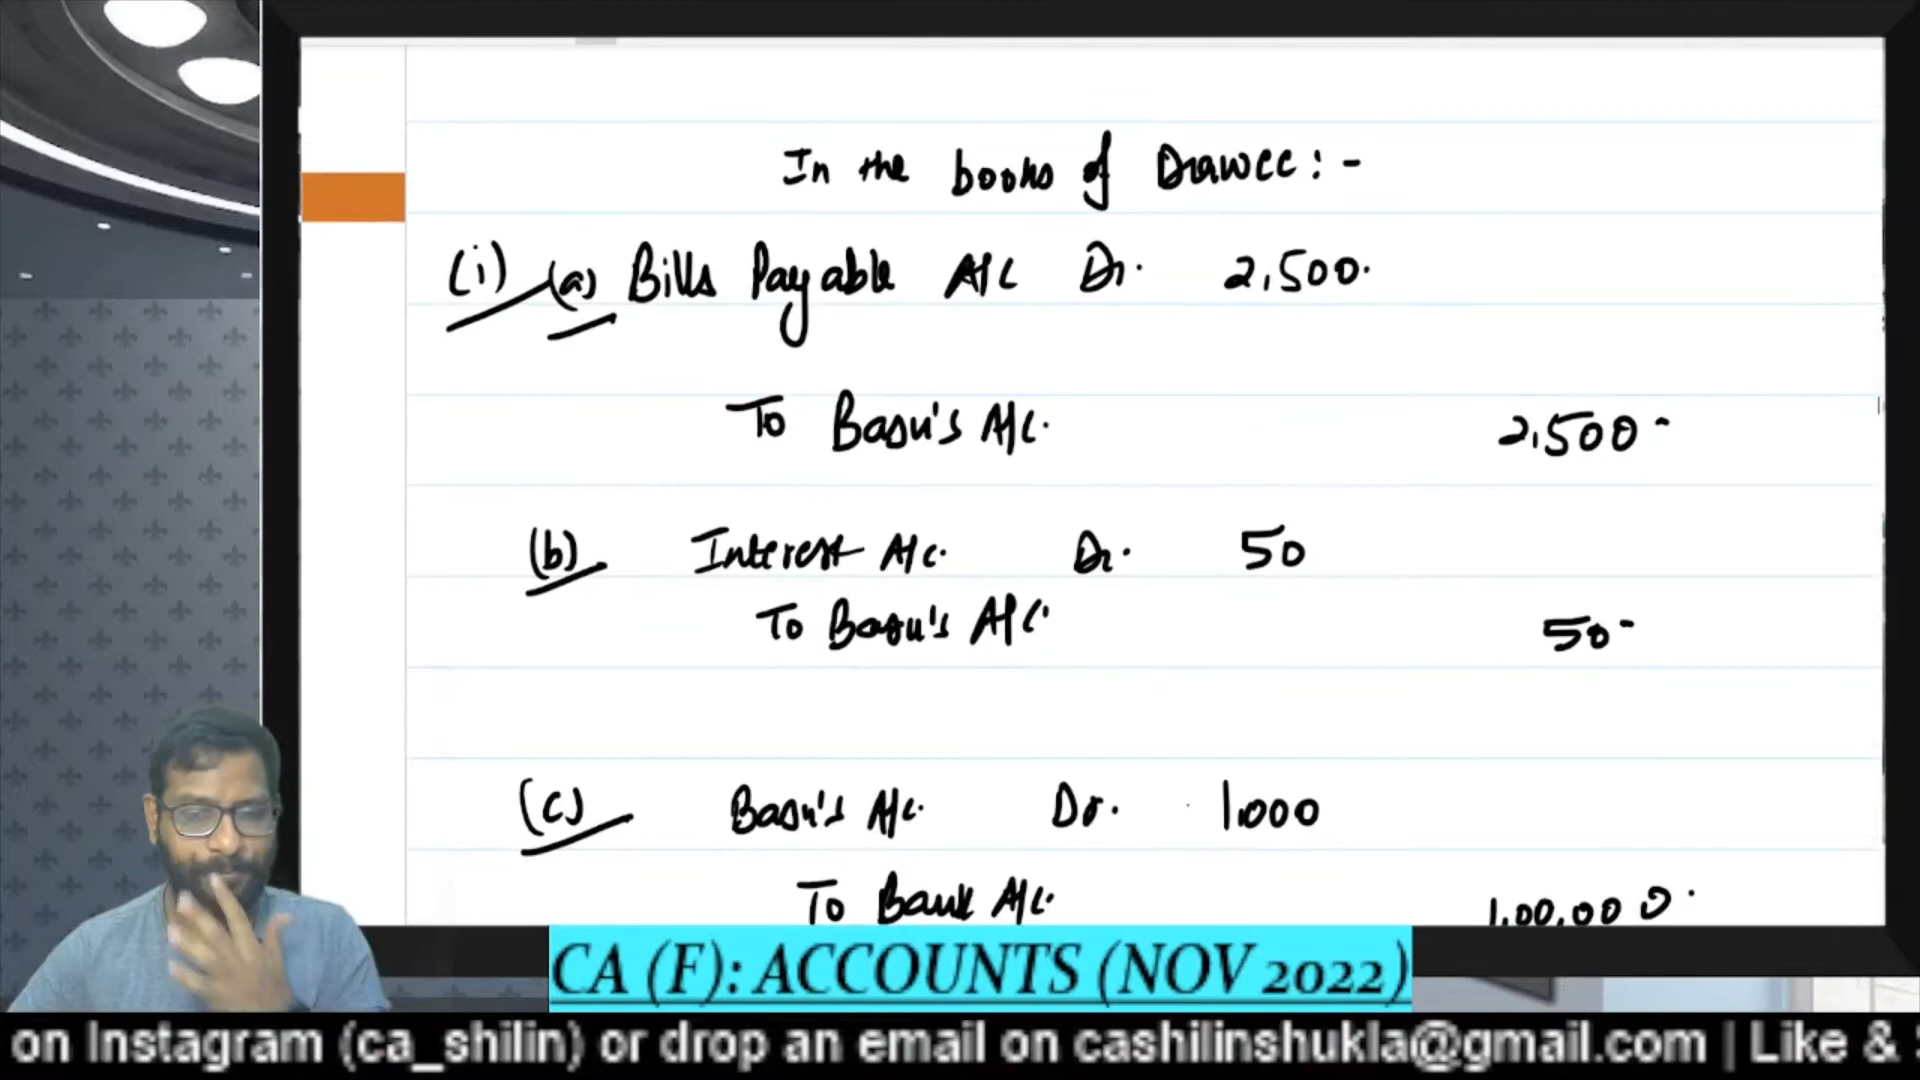 In the books of Drawee:-
(i) (a) Bills Payable A/C Dr. 2,500.
To Basu's A/C. 2,500-
(b) Interest A/C. Dr. 50
To Basu's A/C. 50-
(c) Basu's A/C. Dr. 1,000
To Bank A/C. 1,00,000.
CA (F): ACCOUNTS (NOV 2022)
on Instagram (ca_shilin) or drop an email on cashilinshukla@gmail.com | Like &